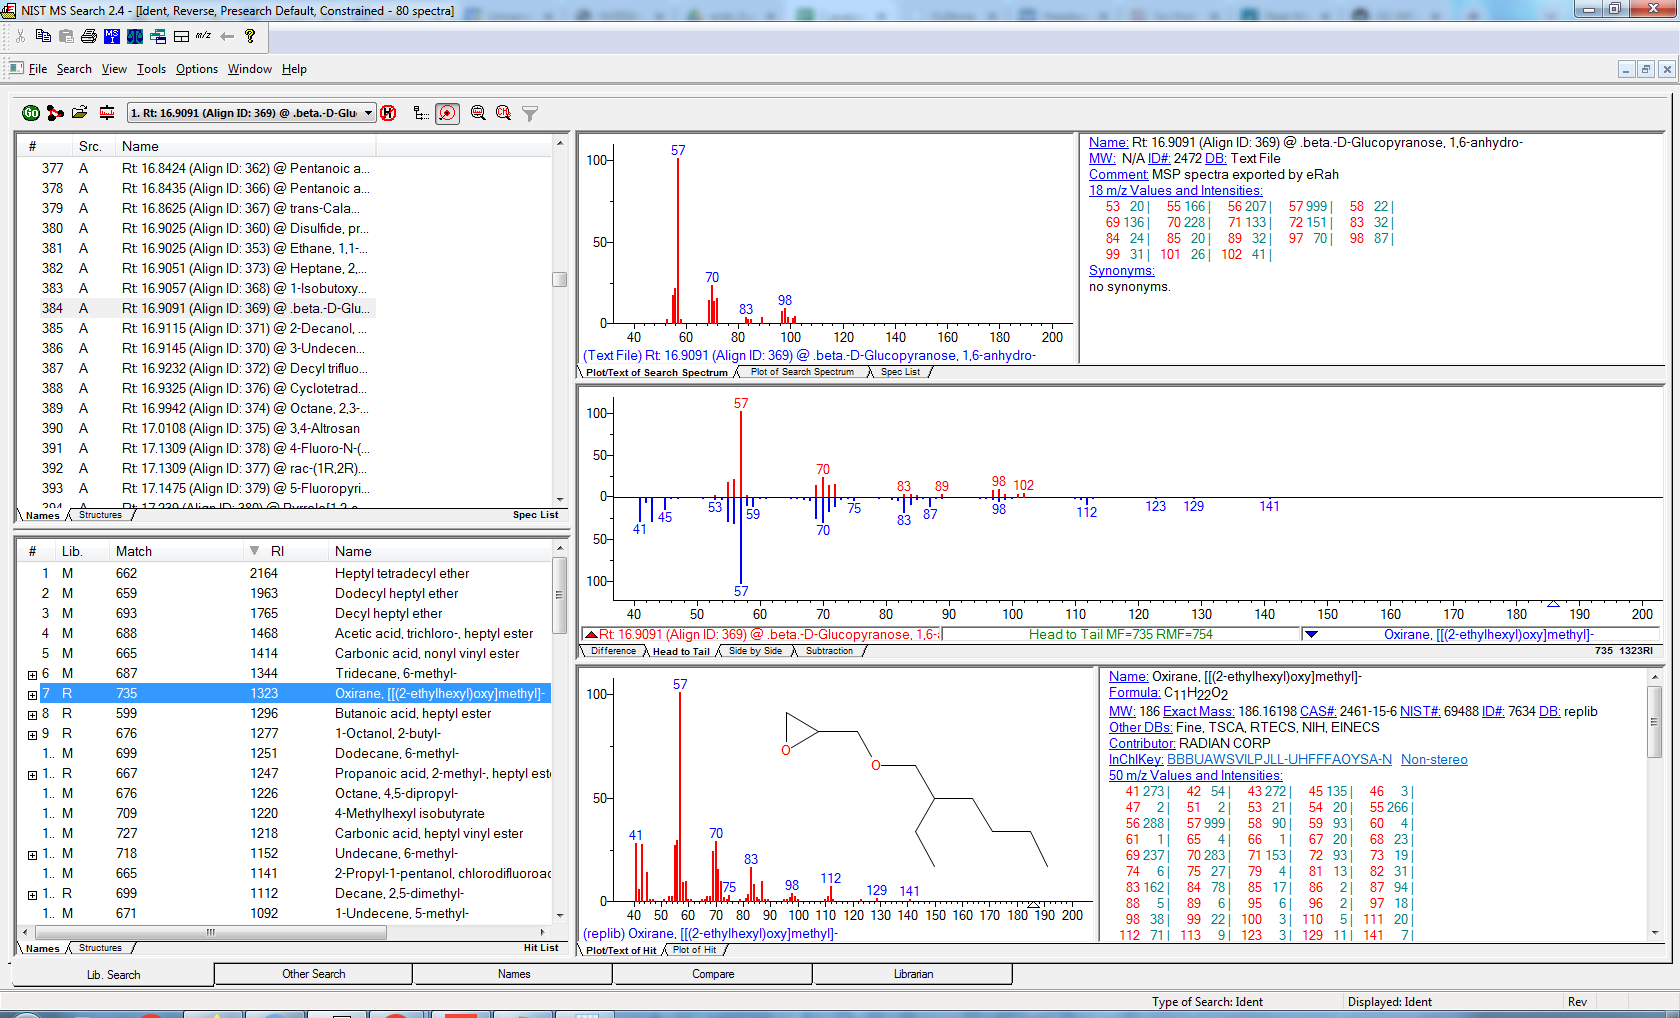 NIST MS Search 2.4 - [Ident, Reverse, Presearch Default, Constrained - 80 spectra]
File Search View Tools Options Window Help
1. Rt: 16.9091 (Align ID: 369) @ .beta.-D-Glu
# Src. Name
377 A Rt: 16.8424 (Align ID: 362) @ Pentanoic a...
378 A Rt: 16.8435 (Align ID: 366) @ Pentanoic a...
379 A Rt: 16.8625 (Align ID: 367) @ trans-Cala...
380 A Rt: 16.9025 (Align ID: 360) @ Disulfide, pr...
381 A Rt: 16.9025 (Align ID: 353) @ Ethane, 1,1-...
382 A Rt: 16.9051 (Align ID: 373) @ Heptane, 2,...
383 A Rt: 16.9057 (Align ID: 368) @ 1-Isobutoxy...
384 A Rt: 16.9091 (Align ID: 369) @ .beta.-D-Glu...
385 A Rt: 16.9115 (Align ID: 371) @ 2-Decanol, ...
386 A Rt: 16.9145 (Align ID: 370) @ 3-Undecen...
387 A Rt: 16.9232 (Align ID: 372) @ Decyl trifluo...
388 A Rt: 16.9325 (Align ID: 376) @ Cyclotetrad...
389 A Rt: 16.9942 (Align ID: 374) @ Octane, 2,3-...
390 A Rt: 17.0108 (Align ID: 375) @ 3,4-Altrosan
391 A Rt: 17.1309 (Align ID: 378) @ 4-Fluoro-N-(...
392 A Rt: 17.1309 (Align ID: 377) @ rac-(1R,2R)...
393 A Rt: 17.1475 (Align ID: 379) @ 5-Fluoropyri...
Names Structures Spec List
# Lib. Match RI Name
1 M 662 2164 Heptyl tetradecyl ether
2 M 659 1963 Dodecyl heptyl ether
3 M 693 1765 Decyl heptyl ether
4 M 688 1468 Acetic acid, trichloro-, heptyl ester
5 M 665 1414 Carbonic acid, nonyl vinyl ester
6 M 687 1344 Tridecane, 6-methyl-
7 R 735 1323 Oxirane, [[(2-ethylhexyl)oxy]methyl]-
8 R 599 1296 Butanoic acid, heptyl ester
9 R 676 1277 1-Octanol, 2-butyl-
1.. M 699 1251 Dodecane, 6-methyl-
1.. R 667 1247 Propanoic acid, 2-methyl-, heptyl est
1.. M 676 1226 Octane, 4,5-dipropyl-
1.. M 709 1220 4-Methylhexyl isobutyrate
1.. M 727 1218 Carbonic acid, heptyl vinyl ester
1.. M 718 1152 Undecane, 6-methyl-
1.. M 665 1141 2-Propyl-1-pentanol, chlorodifluoroac
1.. R 699 1112 Decane, 2,5-dimethyl-
1.. M 671 1092 1-Undecene, 5-methyl-
Names Structures Hit List
57
100
50
70
83 98
0
40 60 80 100 120 140 160 180 200
(Text File) Rt: 16.9091 (Align ID: 369) @ .beta.-D-Glucopyranose, 1,6-anhydro-
Plot/Text of Search Spectrum Plot of Search Spectrum Spec List
Name: Rt: 16.9091 (Align ID: 369) @ .beta.-D-Glucopyranose, 1,6-anhydro-
MW: N/A ID#: 2472 DB: Text File
Comment: MSP spectra exported by eRah
18 m/z Values and Intensities:
53 20| 55 166| 56 207| 57 999| 58 22|
69 136| 70 228| 71 133| 72 151| 83 32|
84 24| 85 20| 89 32| 97 70| 98 87|
99 31| 101 26| 102 41|
Synonyms:
no synonyms.
57
100
50
70
83 89 98 102
0
41 45 53 59 70 75 83 87 98 112 123 129 141
50
100
57
40 50 60 70 80 90 100 110 120 130 140 150 160 170 180 190 200
Rt: 16.9091 (Align ID: 369) @ .beta.-D-Glucopyranose, 1,6- Head to Tail MF=735 RMF=754 Oxirane, [[(2-ethylhexyl)oxy]methyl]-
Difference Head to Tail Side by Side Subtraction 735 1323RI
57
100
O
O
50
41 70
83
75 98 112 129 141
0
40 50 60 70 80 90 100 110 120 130 140 150 160 170 180 190 200
(replib) Oxirane, [[(2-ethylhexyl)oxy]methyl]-
Plot/Text of Hit Plot of Hit
Name: Oxirane, [[(2-ethylhexyl)oxy]methyl]-
Formula: C11H22O2
MW: 186 Exact Mass: 186.16198 CAS#: 2461-15-6 NIST#: 69488 ID#: 7634 DB: replib
Other DBs: Fine, TSCA, RTECS, NIH, EINECS
Contributor: RADIAN CORP
InChIKey: BBBUAWSVILPJLL-UHFFFAOYSA-N Non-stereo
50 m/z Values and Intensities:
41 273| 42 54| 43 272| 45 135| 46 3|
47 2| 51 2| 53 21| 54 20| 55 266|
56 288| 57 999| 58 90| 59 93| 60 4|
61 1| 65 4| 66 1| 67 20| 68 23|
69 237| 70 283| 71 153| 72 93| 73 19|
74 6| 75 27| 79 4| 81 13| 82 31|
83 162| 84 78| 85 17| 86 2| 87 94|
88 5| 89 6| 95 6| 96 2| 97 18|
98 38| 99 22| 100 3| 110 5| 111 20|
112 71| 113 9| 123 3| 129 11| 141 7|
Lib. Search Other Search Names Compare Librarian
Type of Search: Ident Displayed: Ident Rev